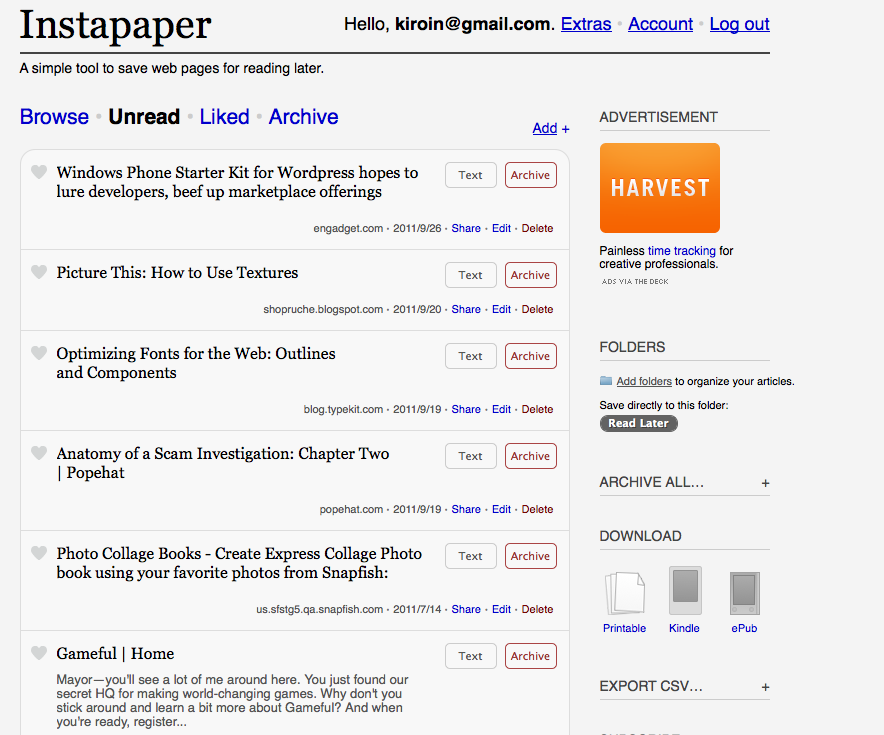 Instapaper
Hello, kiroin@gmail.com. Extras • Account • Log out
A simple tool to save web pages for reading later.
Browse • Unread • Liked • Archive
Add +
Windows Phone Starter Kit for Wordpress hopes to
lure developers, beef up marketplace offerings
Text
Archive
engadget.com · 2011/9/26 · Share · Edit · Delete
Picture This: How to Use Textures
Text
Archive
shopruche.blogspot.com · 2011/9/20 · Share · Edit · Delete
Optimizing Fonts for the Web: Outlines
and Components
Text
Archive
blog.typekit.com · 2011/9/19 · Share · Edit · Delete
Anatomy of a Scam Investigation: Chapter Two
| Popehat
Text
Archive
popehat.com · 2011/9/19 · Share · Edit · Delete
Photo Collage Books - Create Express Collage Photo
book using your favorite photos from Snapfish:
Text
Archive
us.sfstg5.qa.snapfish.com · 2011/7/14 · Share · Edit · Delete
Gameful | Home
Text
Archive
Mayor—you'll see a lot of me around here. You just found our
secret HQ for making world-changing games. Why don't you
stick around and learn a bit more about Gameful? And when
you're ready, register...
ADVERTISEMENT
HARVEST
Painless time tracking for
creative professionals.
ADS VIA THE DECK
FOLDERS
Add folders to organize your articles.
Save directly to this folder:
Read Later
ARCHIVE ALL... +
DOWNLOAD
Printable
Kindle
ePub
EXPORT CSV... +